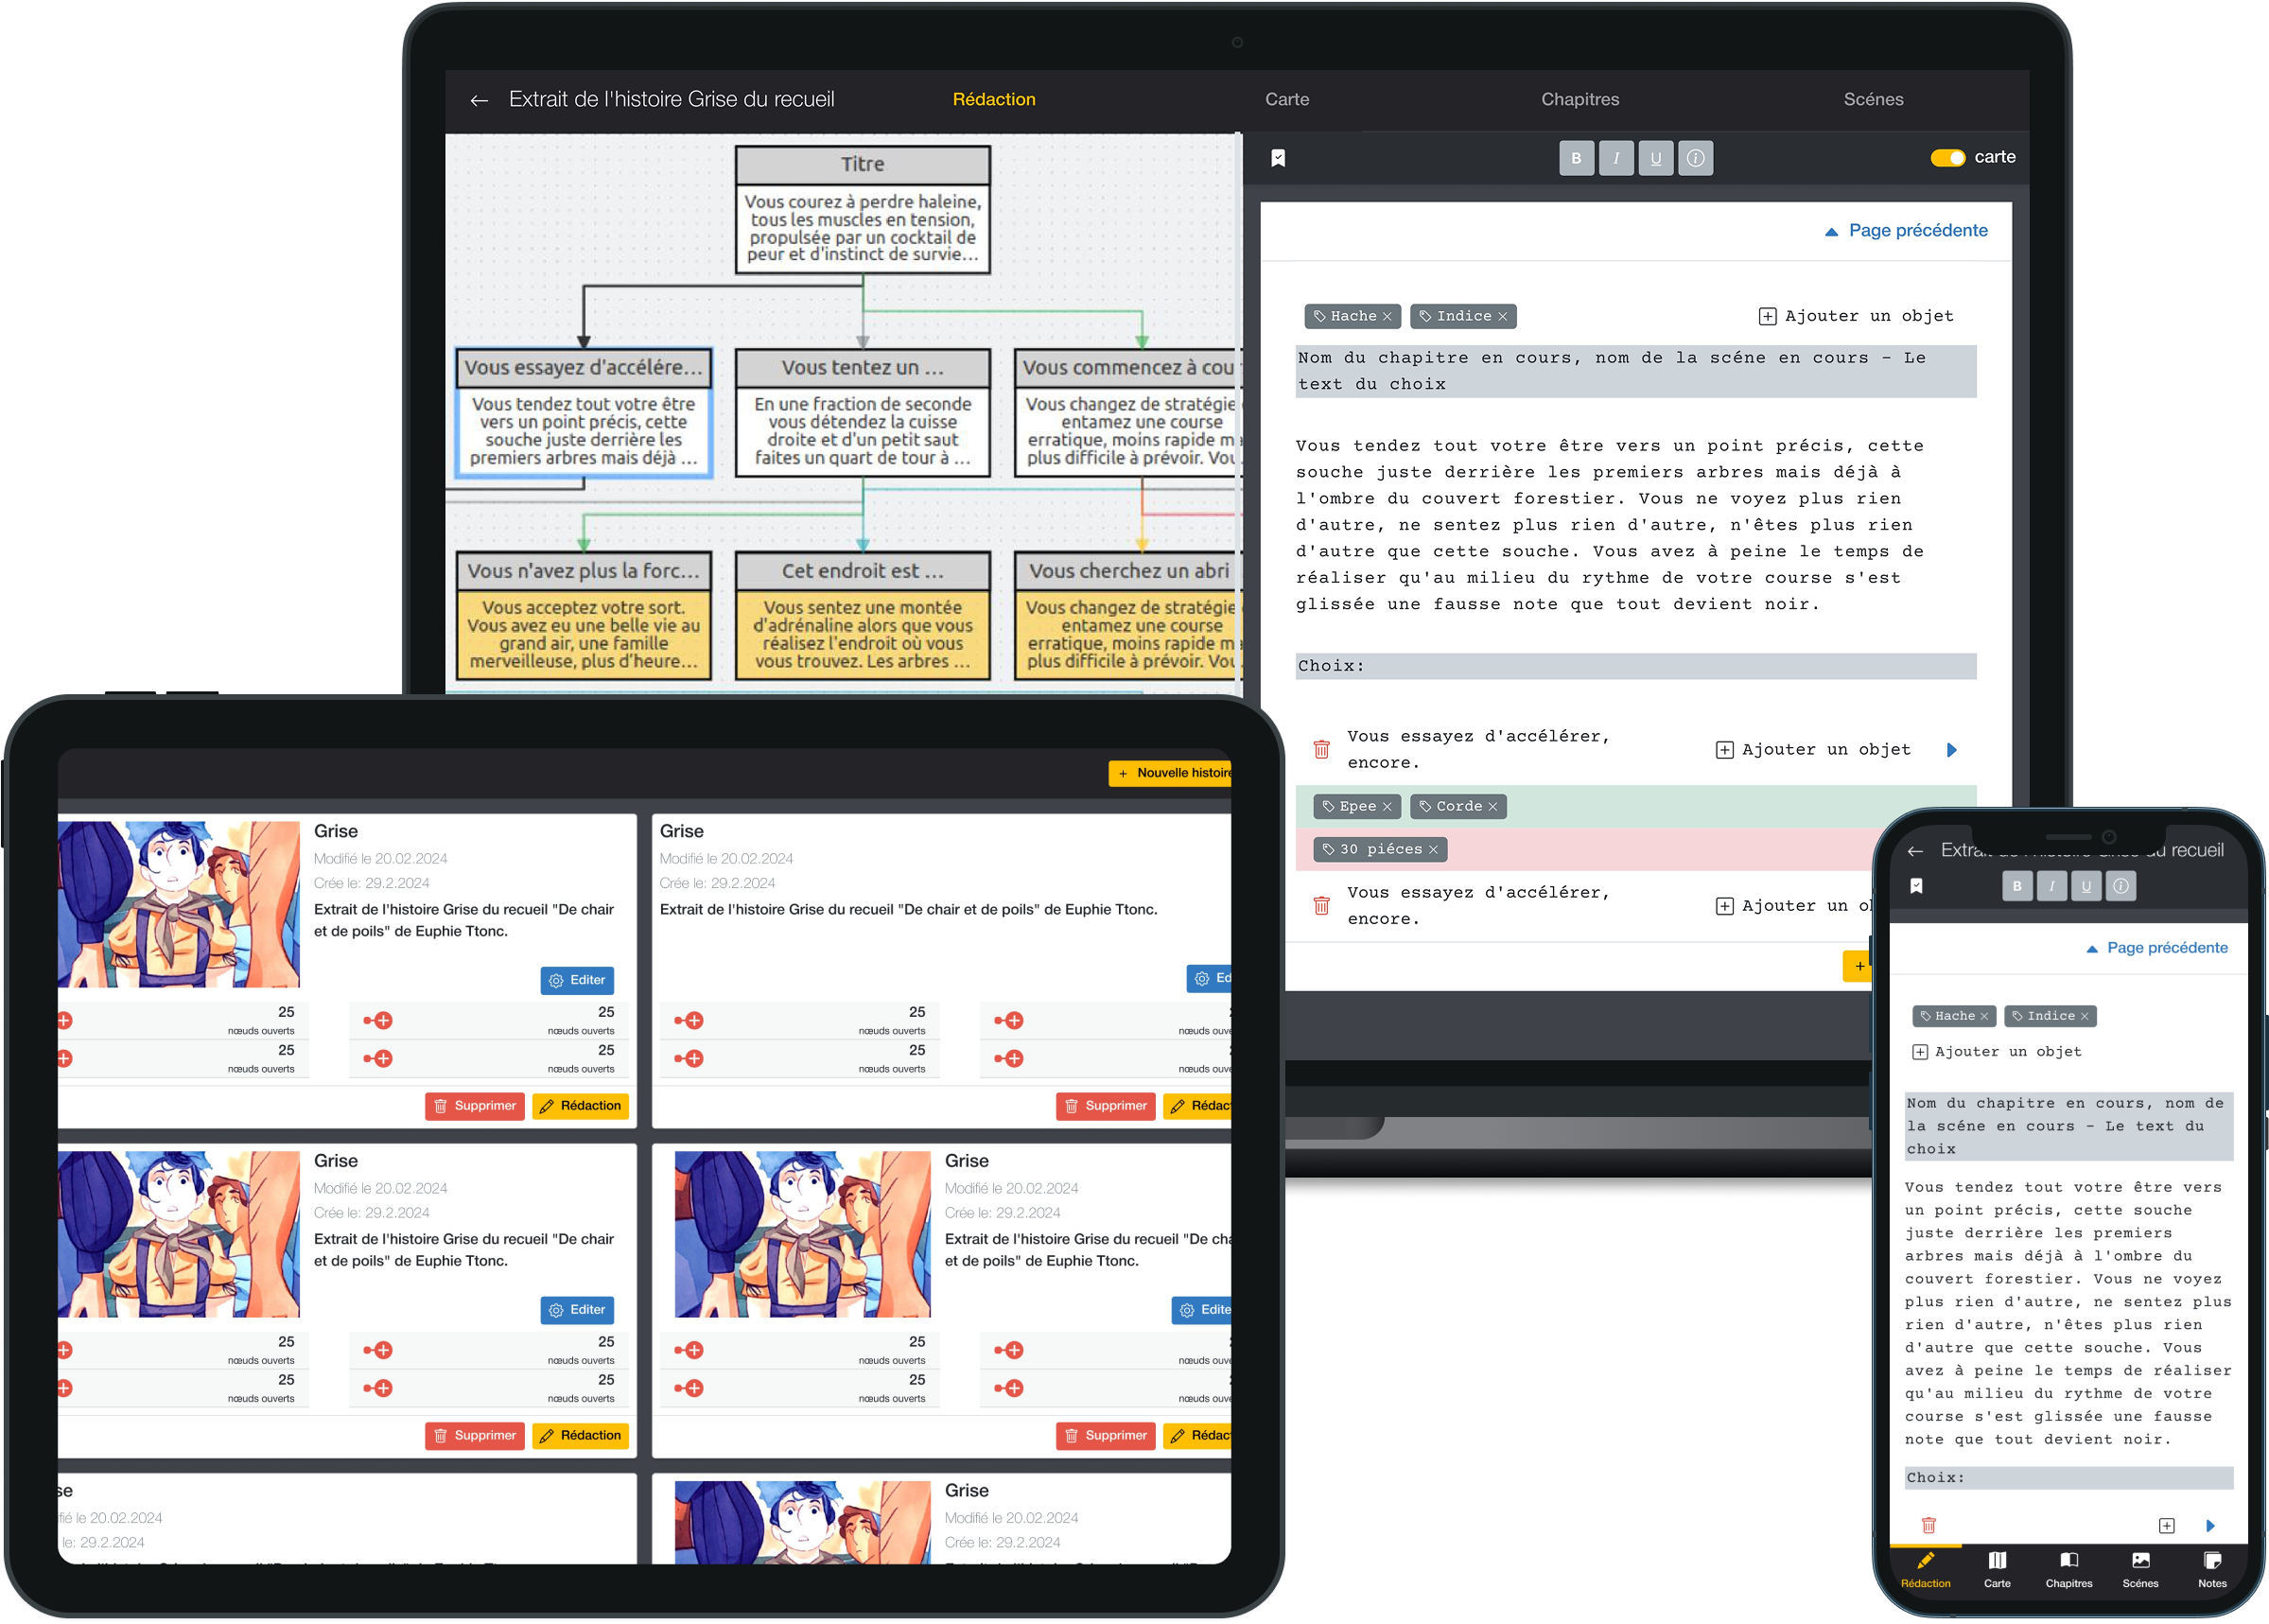 Extrait de l'histoire Grise du recueil
Rédaction
Carte
Chapitres
Scénes
Titre
Vous courez à perdre haleine,
tous les muscles en tension,
propulsée par un cocktail de
peur et d'instinct de survie...
Vous essayez d'accélére...
Vous tendez tout votre être
vers un point précis, cette
souche juste derrière les
premiers arbres mais déjà ...
Vous tentez un ...
En une fraction de seconde
vous détendez la cuisse
droite et d'un petit saut
faites un quart de tour à ...
Vous commencez à cou
Vous changez de stratégie
entamez une course
erratique, moins rapide ma
plus difficile à prévoir. Vou
Vous n'avez plus la forc...
Vous acceptez votre sort.
Vous avez eu une belle vie au
grand air, une famille
merveilleuse, plus d'heure...
Cet endroit est ...
Vous sentez une montée
d'adrénaline alors que vous
réalisez l'endroit où vous
vous trouvez. Les arbres ...
Vous cherchez un abri
Vous changez de stratégie
entamez une course
erratique, moins rapide ma
plus difficile à prévoir. Vou
B I U
carte
Page précédente
Hache Indice
Ajouter un objet
Nom du chapitre en cours, nom de la scéne en cours - Le
text du choix
Vous tendez tout votre être vers un point précis, cette
souche juste derrière les premiers arbres mais déjà à
l'ombre du couvert forestier. Vous ne voyez plus rien
d'autre, ne sentez plus rien d'autre, n'êtes plus rien
d'autre que cette souche. Vous avez à peine le temps de
réaliser qu'au milieu du rythme de votre course s'est
glissée une fausse note que tout devient noir.
Choix:
Vous essayez d'accélérer,
encore.
Ajouter un objet
Epee Corde
30 piéces
Vous essayez d'accélérer,
encore.
Ajouter un ob
+ Nouvelle histoire
Grise
Modifié le 20.02.2024
Crée le: 29.2.2024
Extrait de l'histoire Grise du recueil "De chair
et de poils" de Euphie Ttonc.
Editer
25
nœuds ouverts
25
nœuds ouverts
25
nœuds ouverts
25
nœuds ouverts
Supprimer
Rédaction
Grise
Modifié le 20.02.2024
Crée le: 29.2.2024
Extrait de l'histoire Grise du recueil "De chair et de poils" de Euphie Ttonc.
Ed
25
nœuds ouverts
nœuds ouve
25
nœuds ouverts
nœuds ouve
Supprimer
Rédact
Grise
Modifié le 20.02.2024
Crée le: 29.2.2024
Extrait de l'histoire Grise du recueil "De chair
et de poils" de Euphie Ttonc.
Editer
25
nœuds ouverts
25
nœuds ouverts
25
nœuds ouverts
25
nœuds ouverts
Supprimer
Rédaction
Grise
Modifié le 20.02.2024
Crée le: 29.2.2024
Extrait de l'histoire Grise du recueil "De cha
et de poils" de Euphie Ttonc.
Edite
25
nœuds ouverts
nœuds ouve
25
nœuds ouverts
nœuds ouve
Supprimer
Rédact
se
fié le 20.02.2024
le: 29.2.2024
Grise
Modifié le 20.02.2024
Crée le: 29.2.2024
Extrait de l'histoire Grise du recueil
B I U
Page précédente
Hache Indice
Ajouter un objet
Nom du chapitre en cours, nom de
la scéne en cours - Le text du
choix
Vous tendez tout votre être vers
un point précis, cette souche
juste derrière les premiers
arbres mais déjà à l'ombre du
couvert forestier. Vous ne voyez
plus rien d'autre, ne sentez plus
rien d'autre, n'êtes plus rien
d'autre que cette souche. Vous
avez à peine le temps de réaliser
qu'au milieu du rythme de votre
course s'est glissée une fausse
note que tout devient noir.
Choix:
Rédaction
Carte
Chapitres
Scénes
Notes